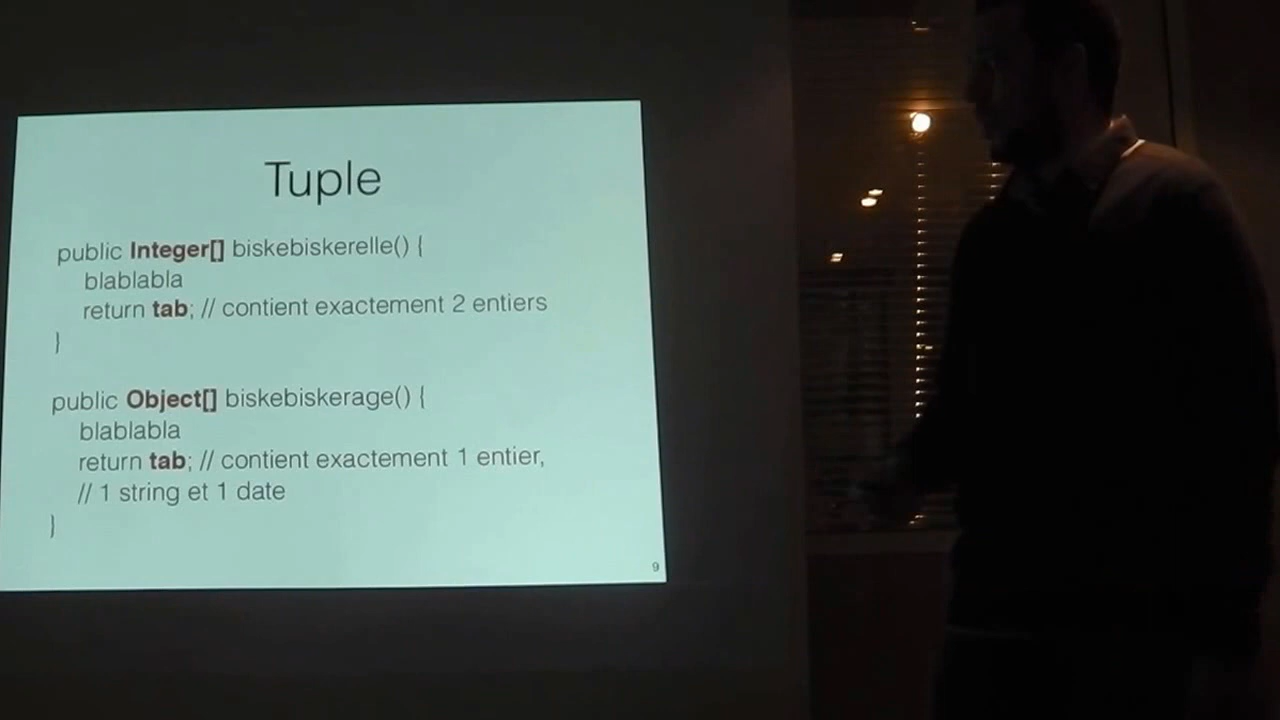 Tuple
public Integer[] biskebiskerelle() {
blablabla
return tab; // contient exactement 2 entiers
}
public Object[] biskebiskerage() {
blablabla
return tab; // contient exactement 1 entier,
// 1 string et 1 date
}
9